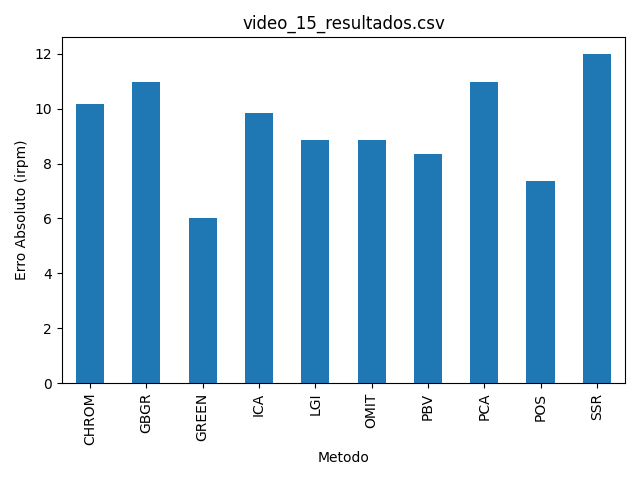 video_15_resultados.csv
12
10
8
6
4
2
0
Erro Absoluto (irpm)
CHROM
GBGR
GREEN
ICA
LGI
OMIT
PBV
PCA
POS
SSR
Metodo